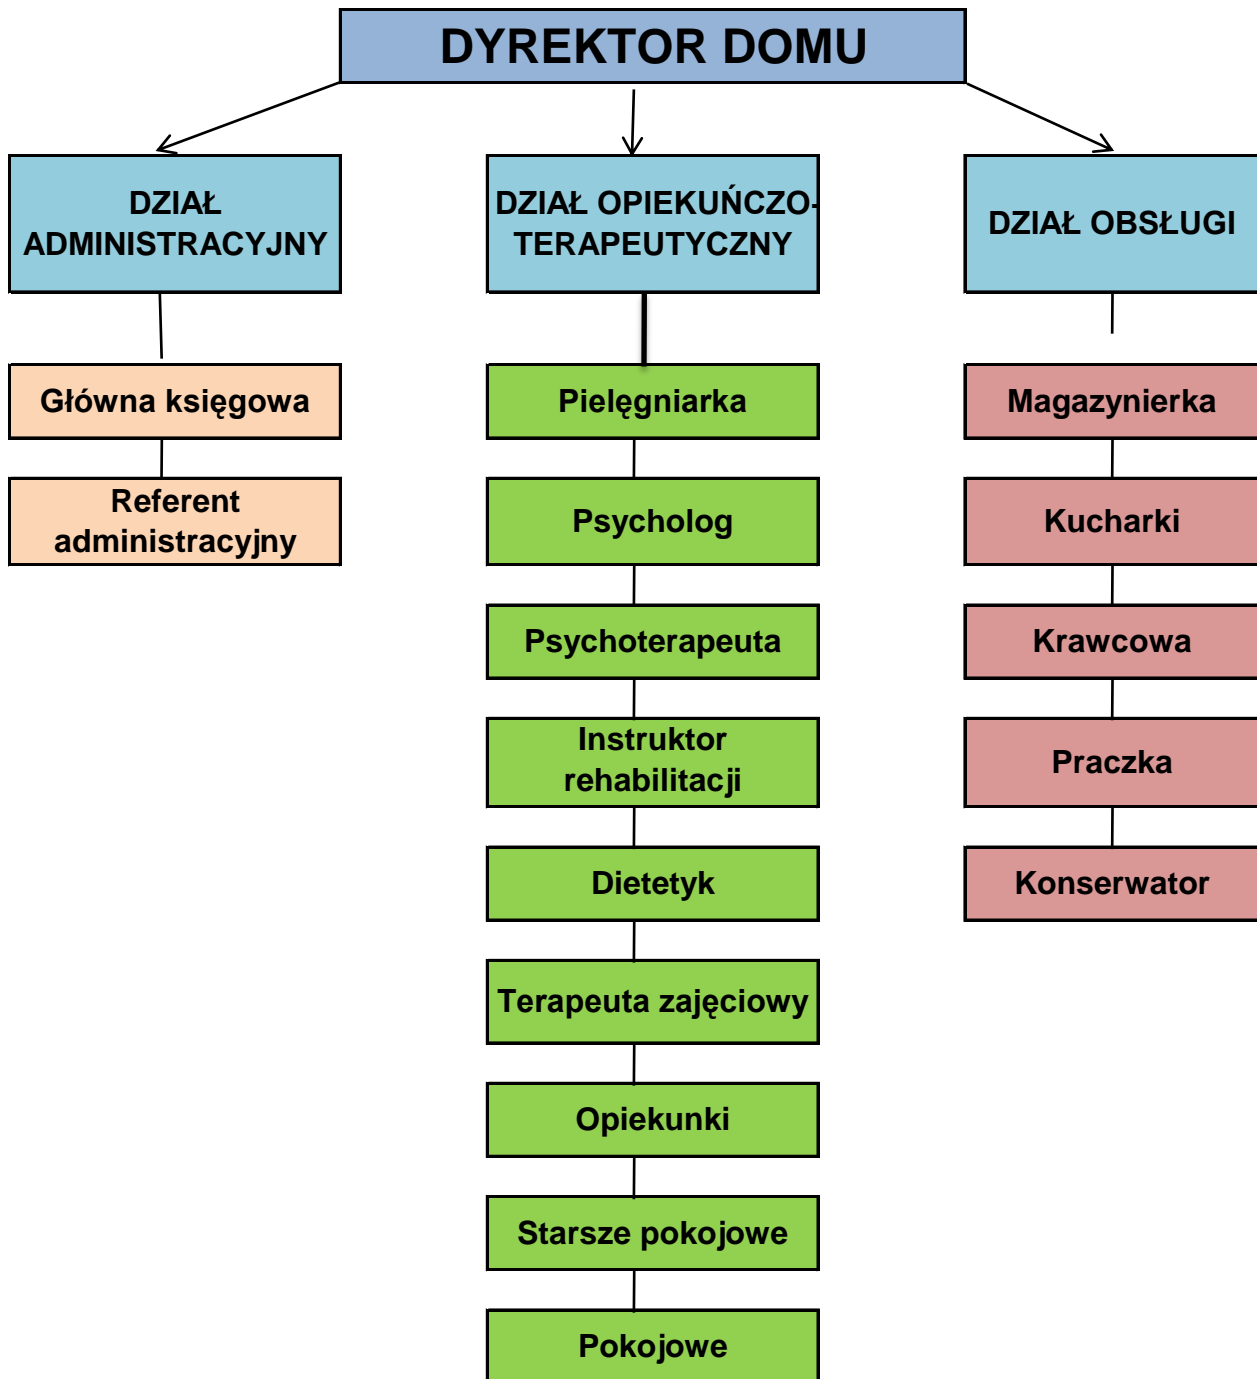 DYREKTOR DOMU
DZIAŁ
ADMINISTRACYJNY
Główna księgowa
Referent
administracyjny
DZIAŁ OPIEKUŃCZO-
TERAPEUTYCZNY
Pielęgniarka
Psycholog
Psychoterapeuta
Instruktor
rehabilitacji
Dietetyk
Terapeuta zajęciowy
Opiekunki
Starsze pokojowe
Pokojowe
DZIAŁ OBSŁUGI
Magazynierka
Kucharki
Krawcowa
Praczka
Konserwator